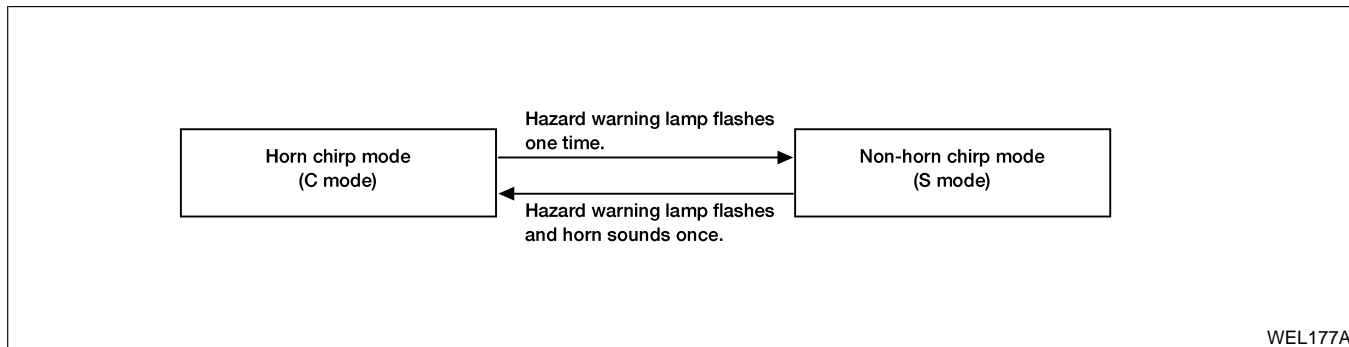 Hazard warning lamp flashes
one time.
Horn chirp mode
(C mode)
Non-horn chirp mode
(S mode)
Hazard warning lamp flashes
and horn sounds once.
WEL177A